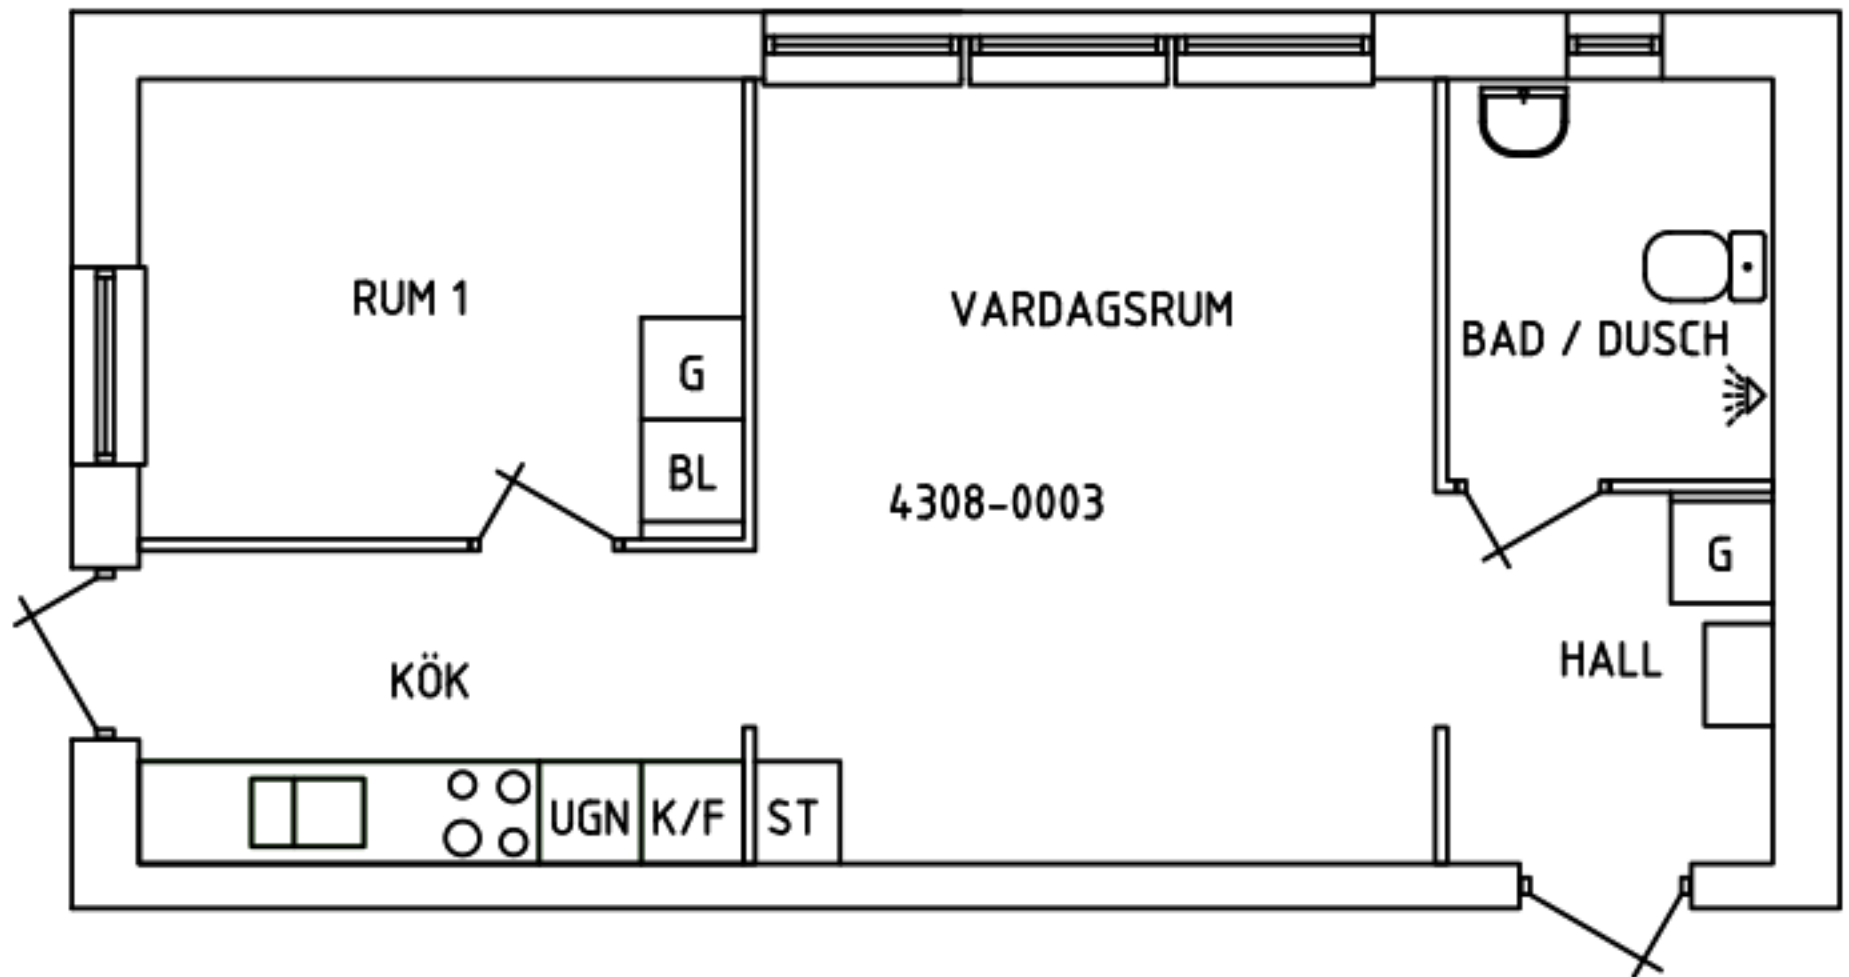 RUM 1
VARDAGSRUM
BAD / DUSCH
G
BL
4308-0003
G
HALL
KÖK
UGN
K/F
ST